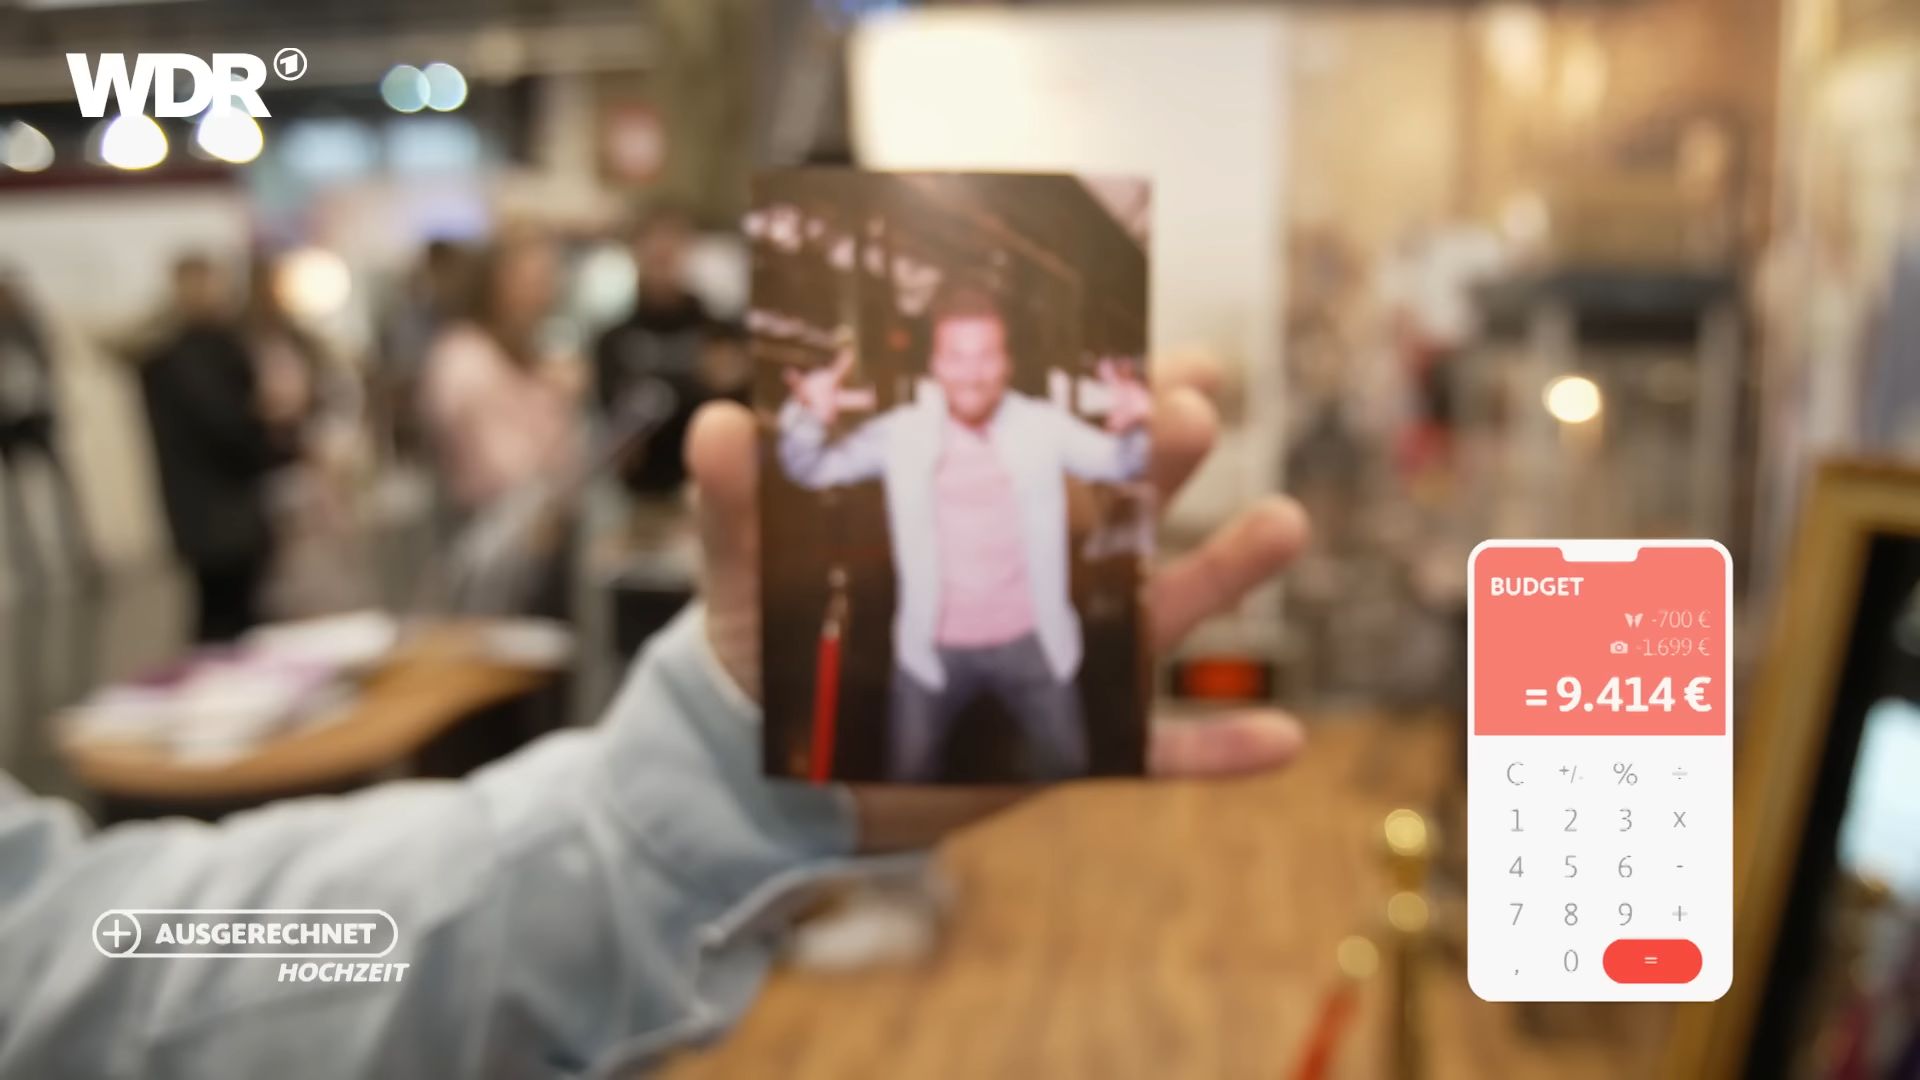 WDR
BUDGET
-700 €
-1.699 €
= 9.414 €
C +/- % ÷
1 2 3 x
4 5 6 -
7 8 9 +
, 0 =
AUSGERECHNET
HOCHZEIT